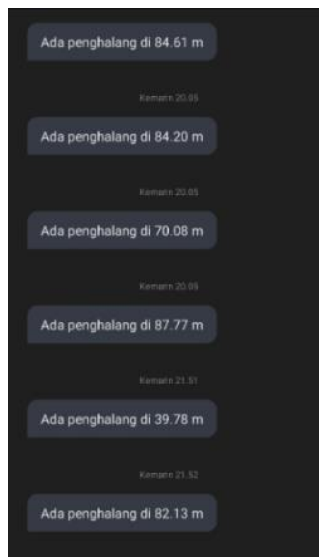 Ada penghalang di 84.61 m
Kemarin 20.05
Ada penghalang di 84.20 m
Kemarin 20.05
Ada penghalang di 70.08 m
Kemarin
Ada penghalang di 87.77 m
Kemarin 21.51
Ada penghalang di 39.78 m
Kemarin 21.52
Ada penghalang di 82.13 m